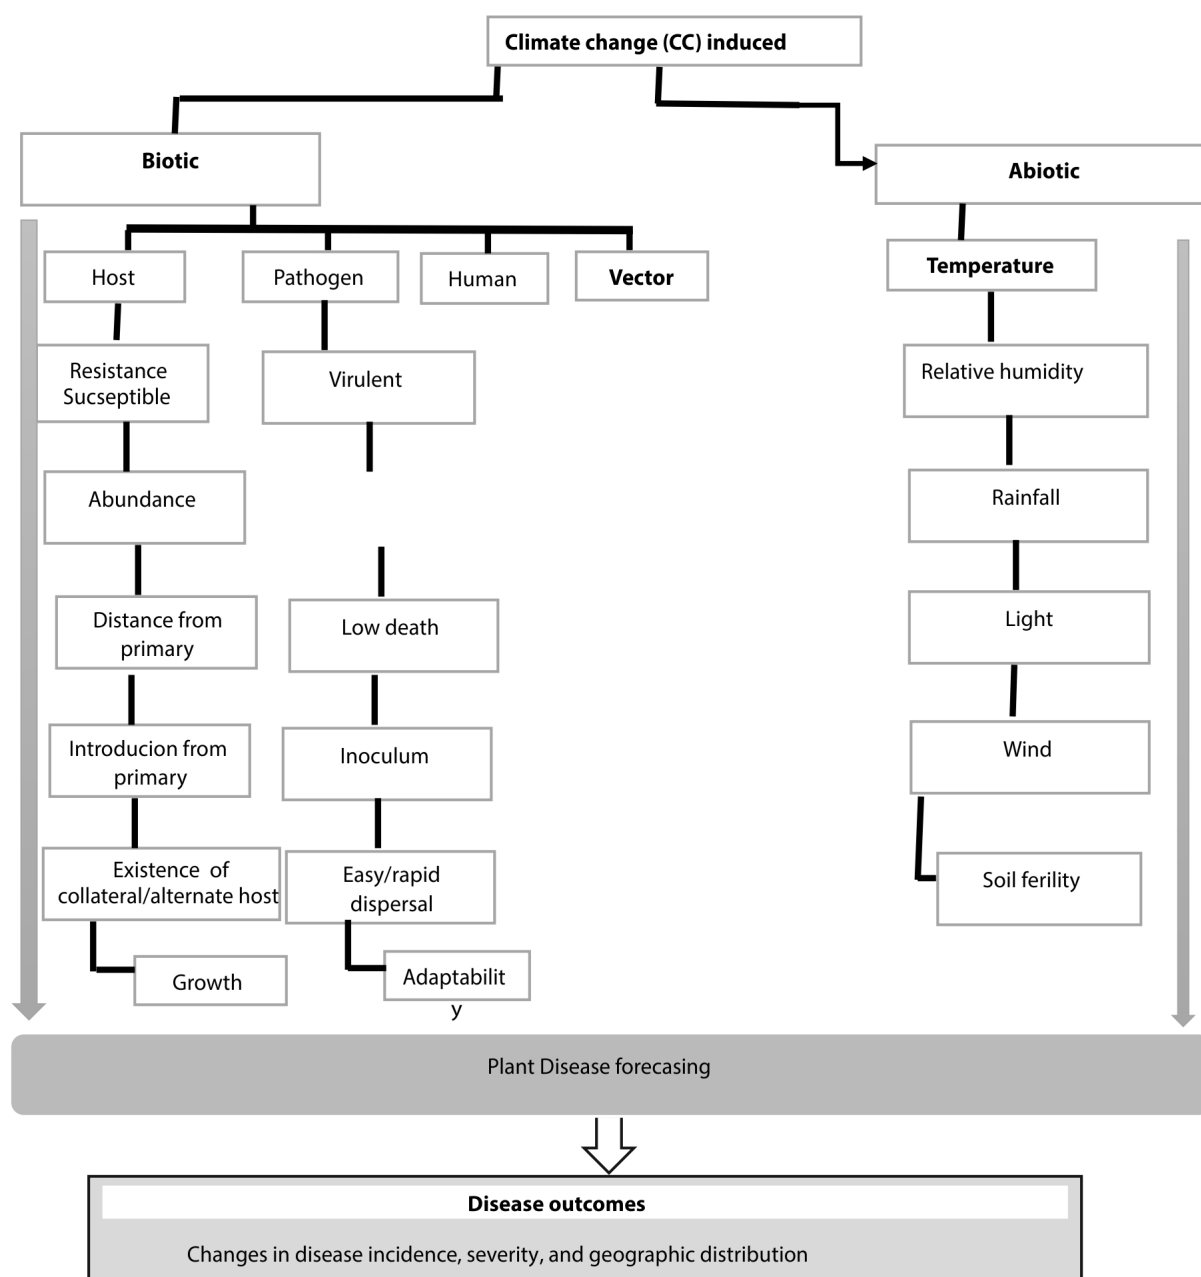 Climate change (CC) induced
Biotic
Abiotic
Host
Pathogen
Human
Vector
Temperature
Resistance
Sucseptible
Virulent
Relative humidity
Abundance
Rainfall
Distance from
primary
Low death
Light
Introducion from
primary
Inoculum
Wind
Existence of
collateral/alternate host
Easy/rapid
dispersal
Soil ferility
Growth
Adaptabilit
y
Plant Disease forecasing
Disease outcomes
Changes in disease incidence, severity, and geographic distribution